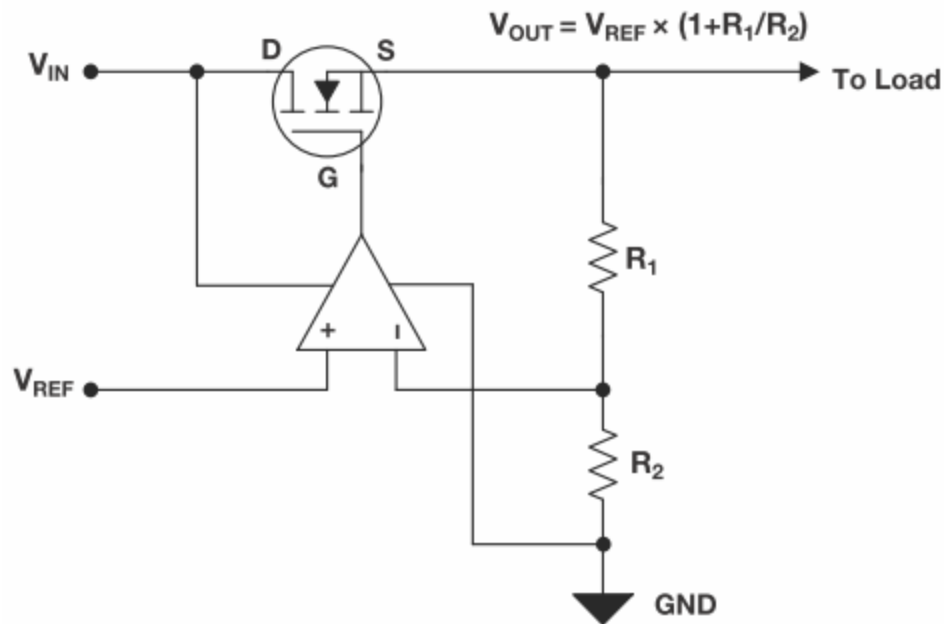 V_OUT = V_REF × (1+R_1/R_2)
D
S
V_IN
To Load
G
R_1
+
−
V_REF
R_2
GND